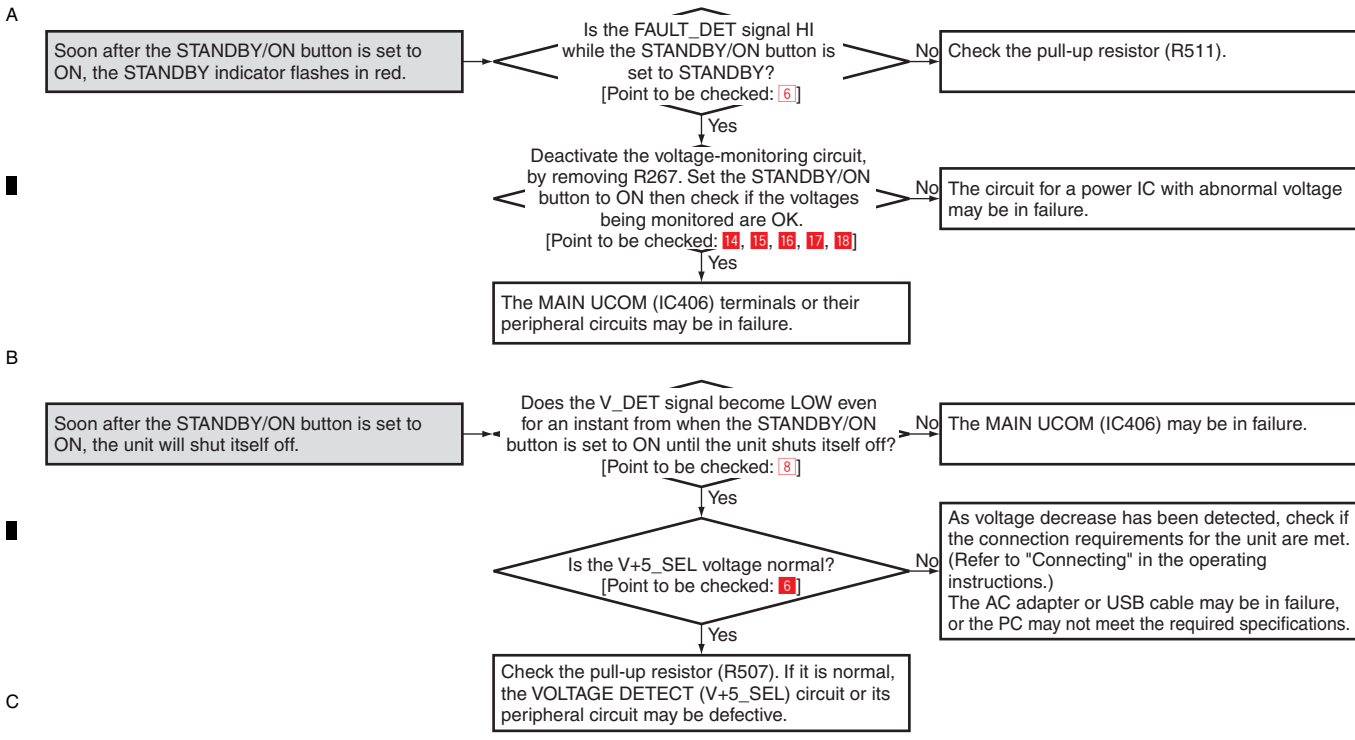 A
Soon after the STANDBY/ON button is set to
ON, the STANDBY indicator flashes in red.
Is the FAULT_DET signal HI
while the STANDBY/ON button is
set to STANDBY?
[Point to be checked: 6]
No
Check the pull-up resistor (R511).
Yes
Deactivate the voltage-monitoring circuit,
by removing R267. Set the STANDBY/ON
button to ON then check if the voltages
being monitored are OK.
[Point to be checked: 14, 15, 16, 17, 18]
No
The circuit for a power IC with abnormal voltage
may be in failure.
Yes
The MAIN UCOM (IC406) terminals or their
peripheral circuits may be in failure.
B
Soon after the STANDBY/ON button is set to
ON, the unit will shut itself off.
Does the V_DET signal become LOW even
for an instant from when the STANDBY/ON
button is set to ON until the unit shuts itself off?
[Point to be checked: 8]
No
The MAIN UCOM (IC406) may be in failure.
Yes
Is the V+5_SEL voltage normal?
[Point to be checked: 6]
No
As voltage decrease has been detected, check if
the connection requirements for the unit are met.
(Refer to "Connecting" in the operating
instructions.)
The AC adapter or USB cable may be in failure,
or the PC may not meet the required specifications.
Yes
Check the pull-up resistor (R507). If it is normal,
the VOLTAGE DETECT (V+5_SEL) circuit or its
peripheral circuit may be defective.
C